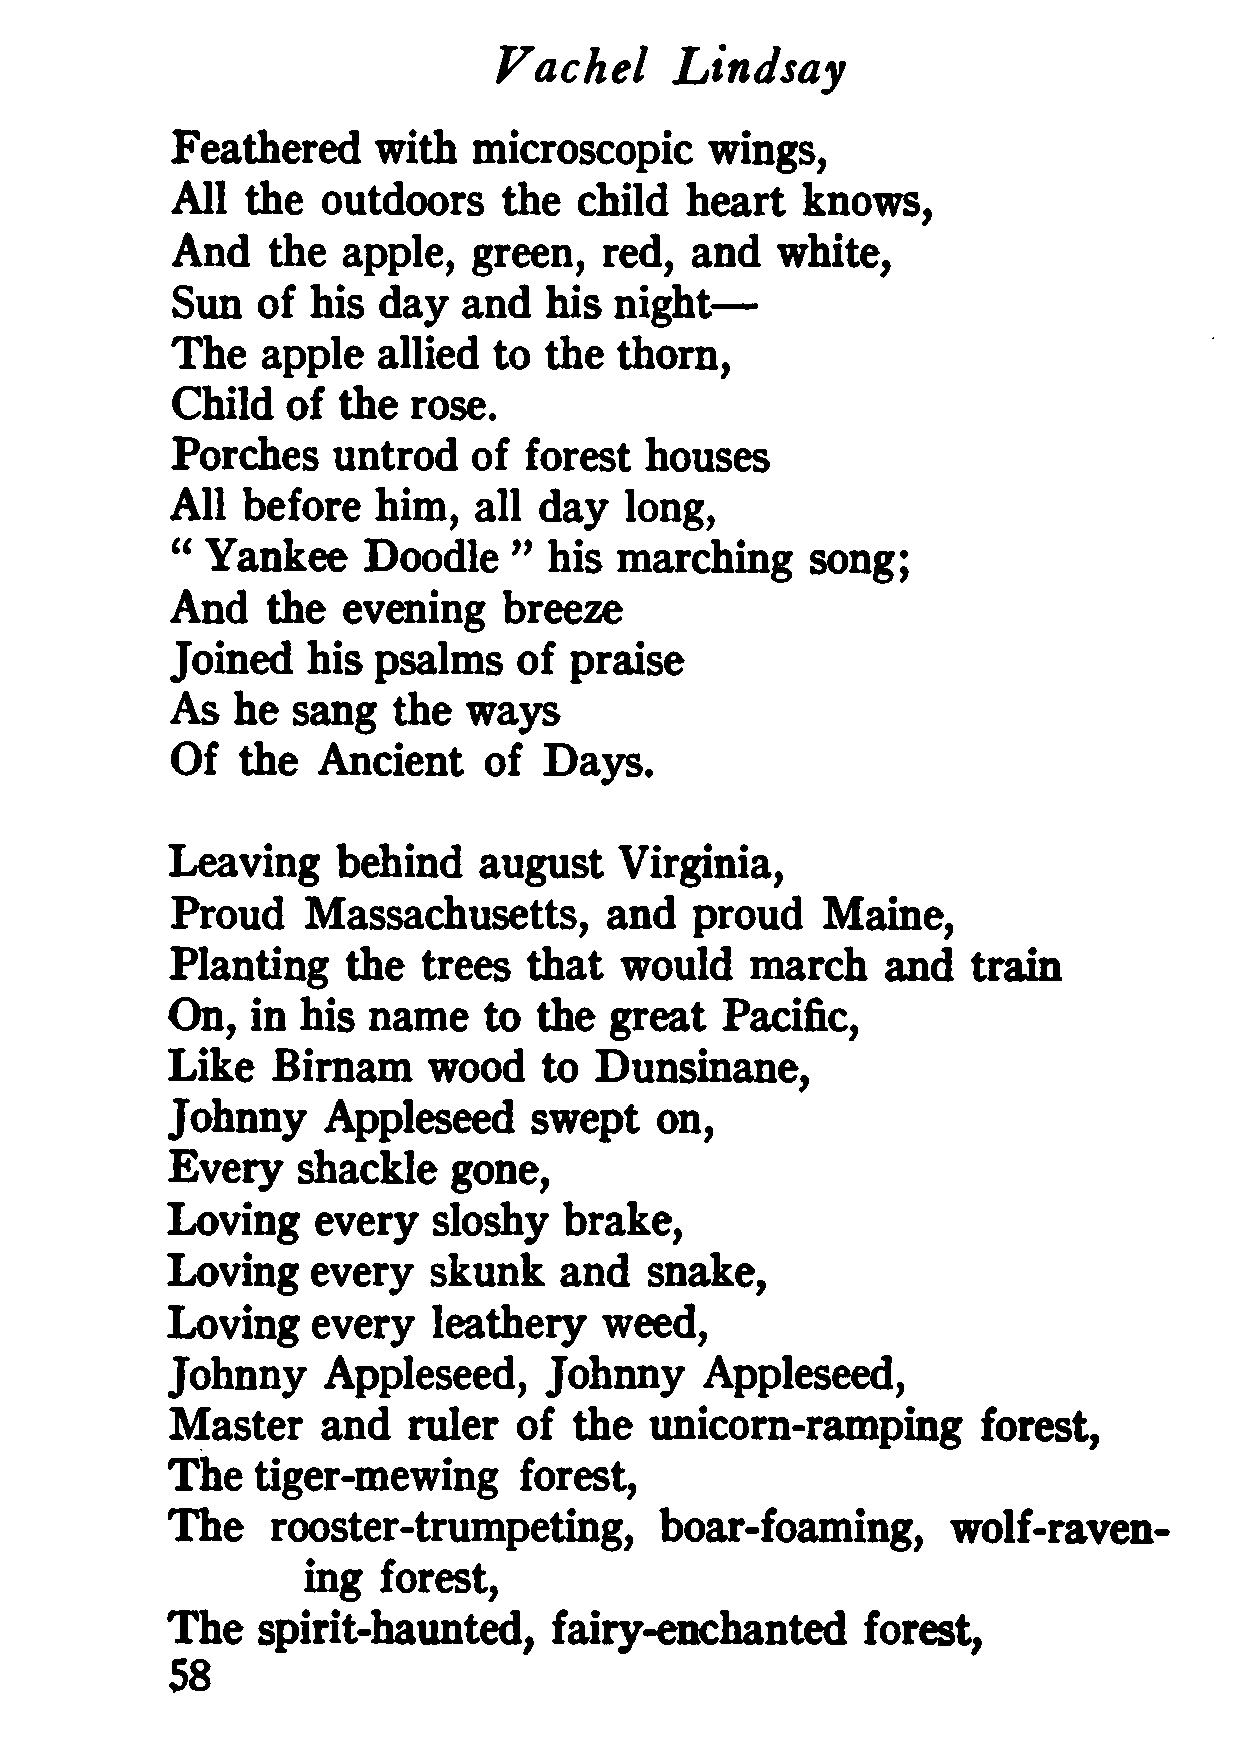 Vachel Lindsay
Feathered with microscopic wings,
All the outdoors the child heart knows,
And the apple, green, red, and white,
Sun of his day and his night—
The apple allied to the thorn,
Child of the rose.
Porches untrod of forest houses
All before him, all day long,
“ Yankee Doodle ” his marching song;
And the evening breeze
Joined his psalms of praise
As he sang the ways
Of the Ancient of Days.
Leaving behind august Virginia,
Proud Massachusetts, and proud Maine,
Planting the trees that would march and train
On, in his name to the great Pacific,
Like Birnam wood to Dunsinane,
Johnny Appleseed swept on,
Every shackle gone,
Loving every sloshy brake,
Loving every skunk and snake,
Loving every leathery weed,
Johnny Appleseed, Johnny Appleseed,
Master and ruler of the unicorn-ramping forest,
The tiger-mewing forest,
The rooster-trumpeting, boar-foaming, wolf-raven-
ing forest,
The spirit-haunted, fairy-enchanted forest,
58